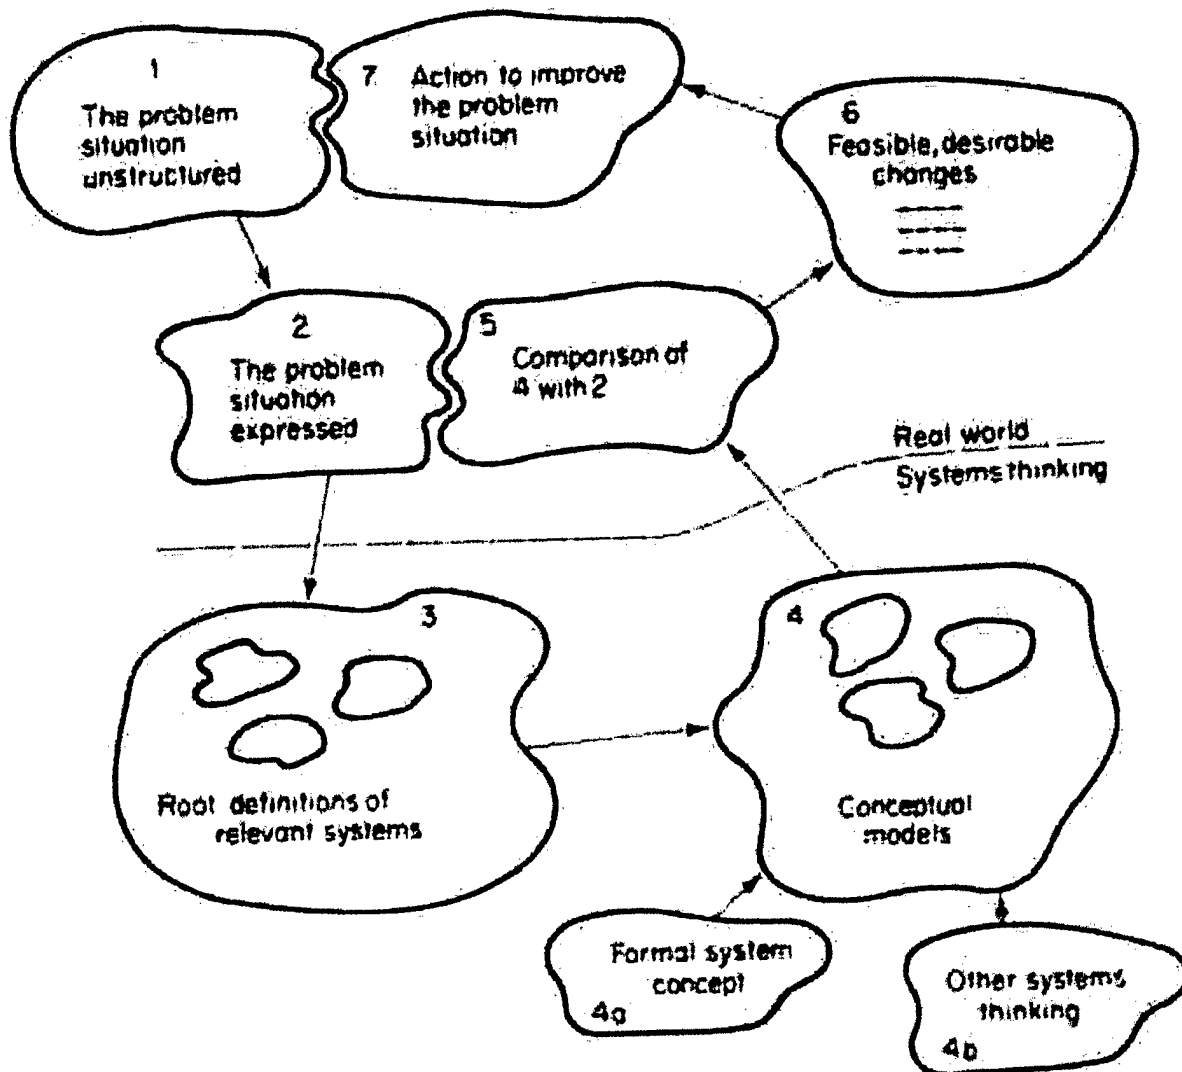 1
The problem
situation
unstructured
7 Action to improve
the problem
situation
6
Feasible, desirable
changes
2
The problem
situation
expressed
5
Comparison of
4 with 2
Real world
Systems thinking
3
Root definitions of
relevant systems
4
Conceptual
models
Formal system
concept
4a
Other systems
thinking
4b